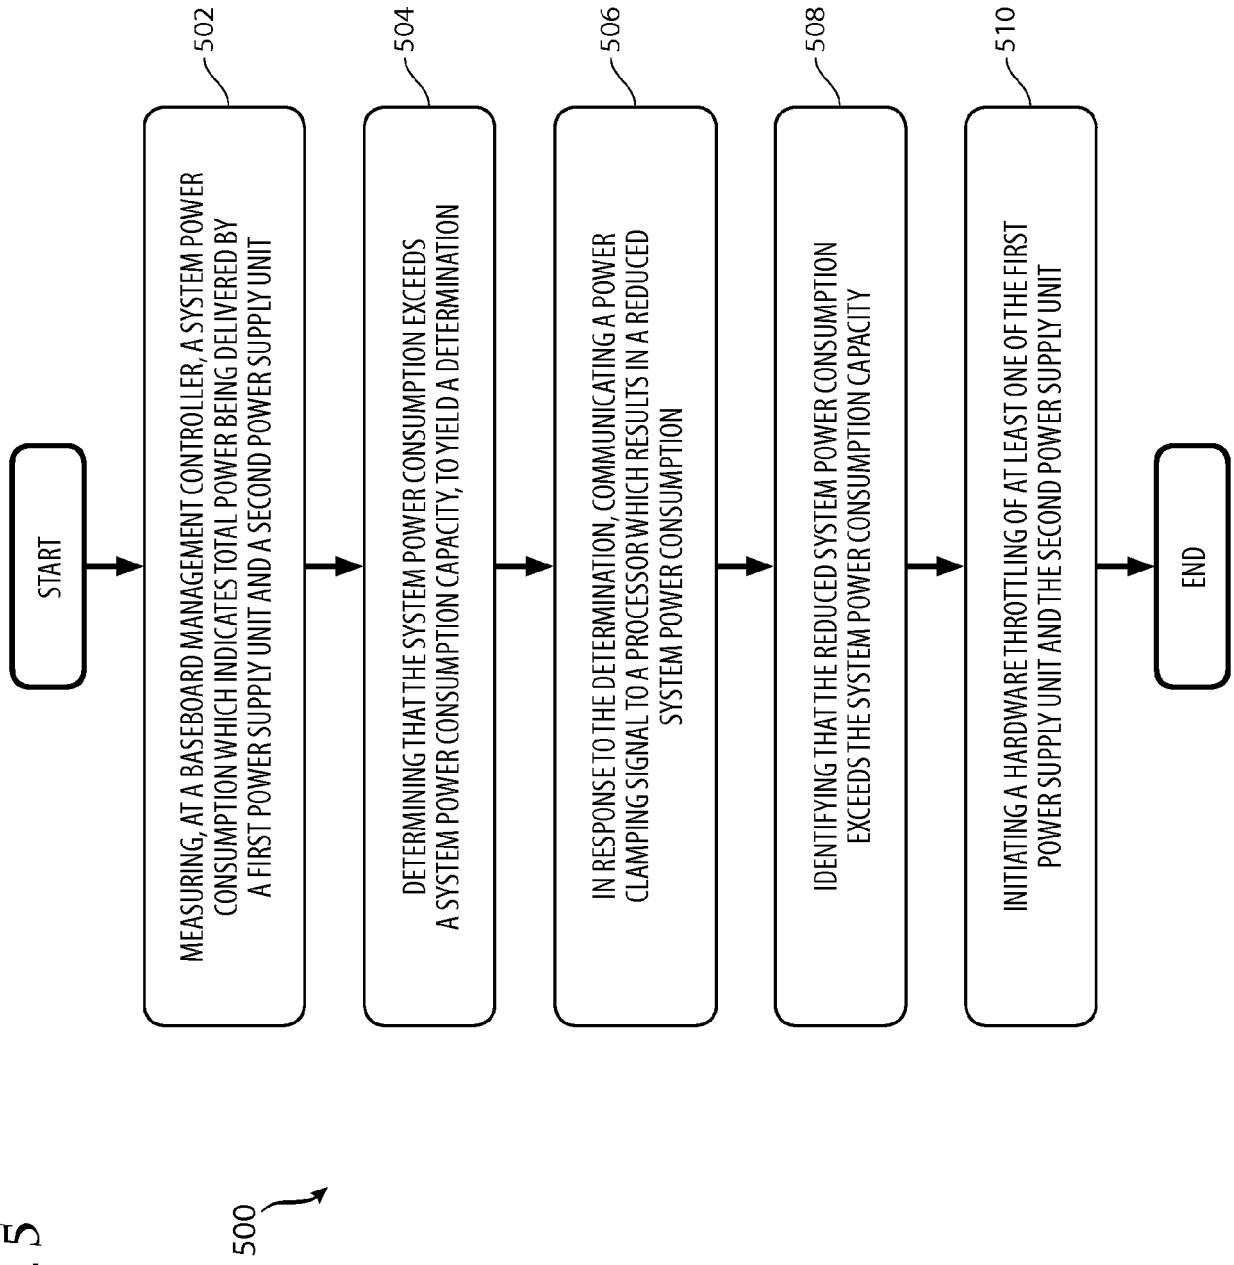 . 5
500
START
MEASURING, AT A BASEBOARD MANAGEMENT CONTROLLER, A SYSTEM POWER
CONSUMPTION WHICH INDICATES TOTAL POWER BEING DELIVERED BY
A FIRST POWER SUPPLY UNIT AND A SECOND POWER SUPPLY UNIT
502
DETERMINING THAT THE SYSTEM POWER CONSUMPTION EXCEEDS
A SYSTEM POWER CONSUMPTION CAPACITY, TO YIELD A DETERMINATION
504
IN RESPONSE TO THE DETERMINATION, COMMUNICATING A POWER
CLAMPING SIGNAL TO A PROCESSOR WHICH RESULTS IN A REDUCED
SYSTEM POWER CONSUMPTION
506
IDENTIFYING THAT THE REDUCED SYSTEM POWER CONSUMPTION
EXCEEDS THE SYSTEM POWER CONSUMPTION CAPACITY
508
INITIATING A HARDWARE THROTTLING OF AT LEAST ONE OF THE FIRST
POWER SUPPLY UNIT AND THE SECOND POWER SUPPLY UNIT
510
END